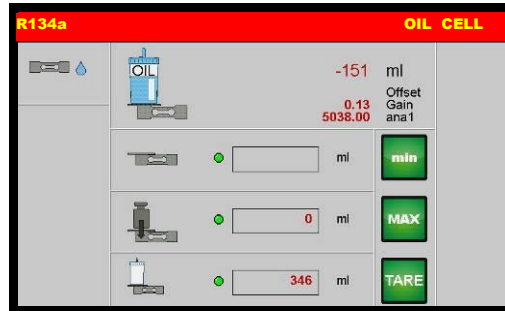 R134a OIL CELL
OIL
-151 ml
Offset
0.13 Gain
5038.00 ana1
ml min
0 ml MAX
346 ml TARE